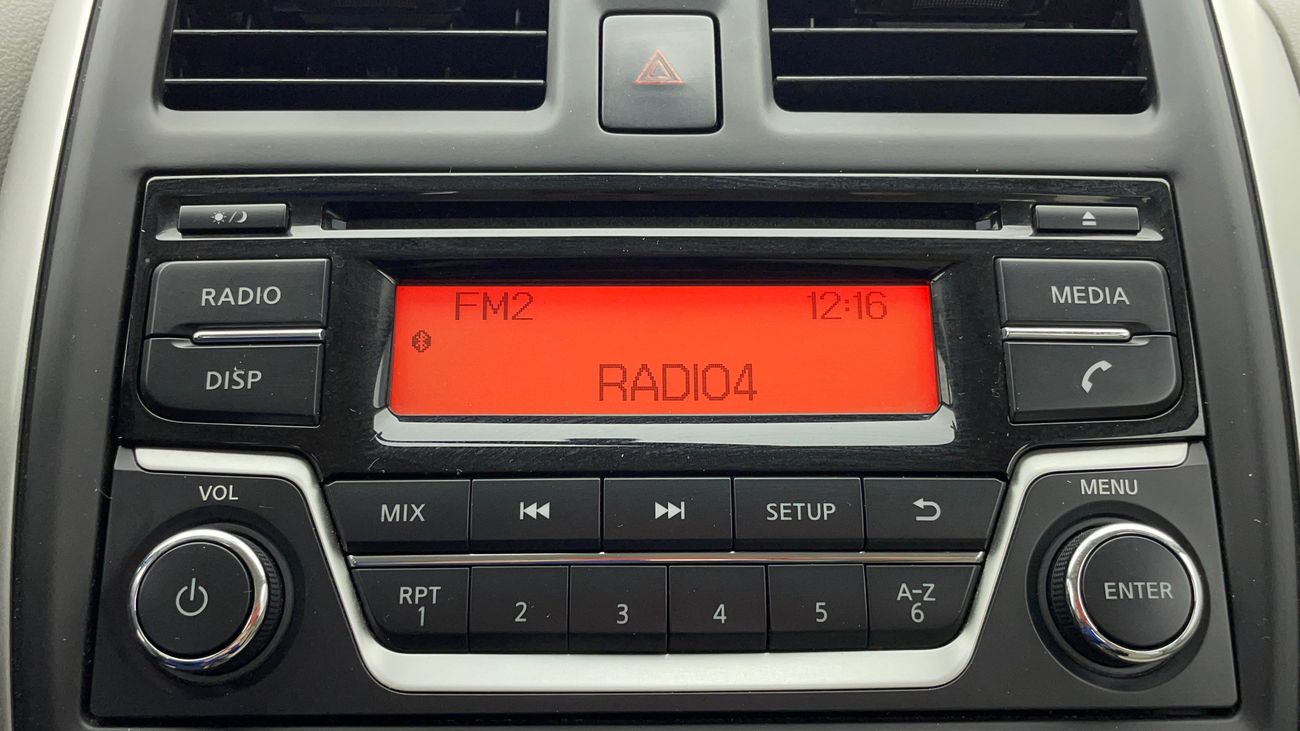 RADIO
DISP
FM2 12:16
RADIO4
MEDIA
VOL
MENU
MIX
SETUP
RPT
1
2
3
4
5
A-Z
6
ENTER